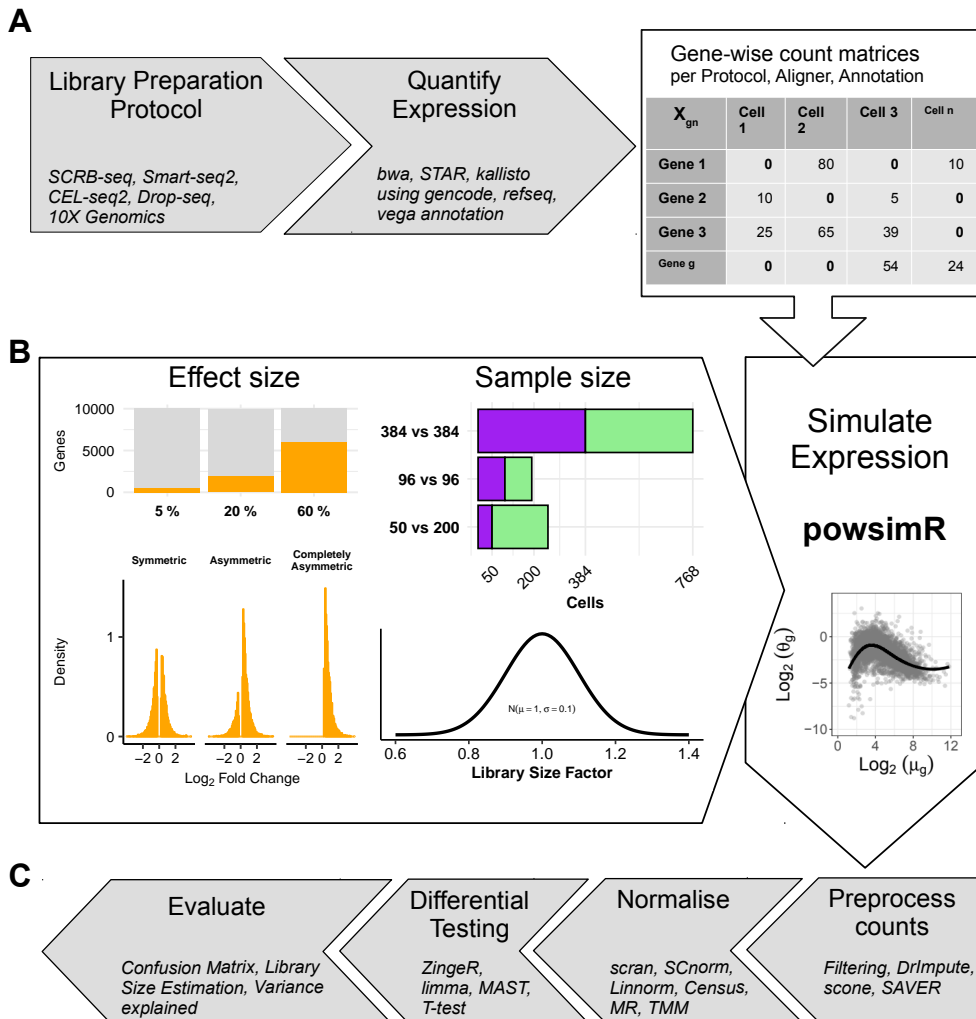 A
Library Preparation
Protocol
SCRB-seq, Smart-seq2,
CEL-seq2, Drop-seq,
10X Genomics
Quantify
Expression
bwa, STAR, kallisto
using gencode, refseq,
vega annotation
Gene-wise count matrices
per Protocol, Aligner, Annotation
Xgn Cell 1 Cell 2 Cell 3 Cell n
Gene 1 0 80 0 10
Gene 2 10 0 5 0
Gene 3 25 65 39 0
Gene g 0 0 54 24
B
Effect size
10000
5000
0
Genes
5 % 20 % 60 %
Symmetric Asymmetric Completely
Asymmetric
1
0
Density
−2 0 2 −2 0 2 −2 0 2
Log2 Fold Change
Sample size
384 vs 384
96 vs 96
50 vs 200
50 200 384 768
Cells
N(μ = 1, σ = 0.1)
0.6 0.8 1.0 1.2 1.4
Library Size Factor
Simulate
Expression
powsimR
Log2 (θg)
0
−5
−10
0 4 8 12
Log2 (μg)
C
Evaluate
Confusion Matrix, Library
Size Estimation, Variance
explained
Differential
Testing
ZingeR,
limma, MAST,
T-test
Normalise
scran, SCnorm,
Linnorm, Census,
MR, TMM
Preprocess
counts
Filtering, DrImpute,
scone, SAVER